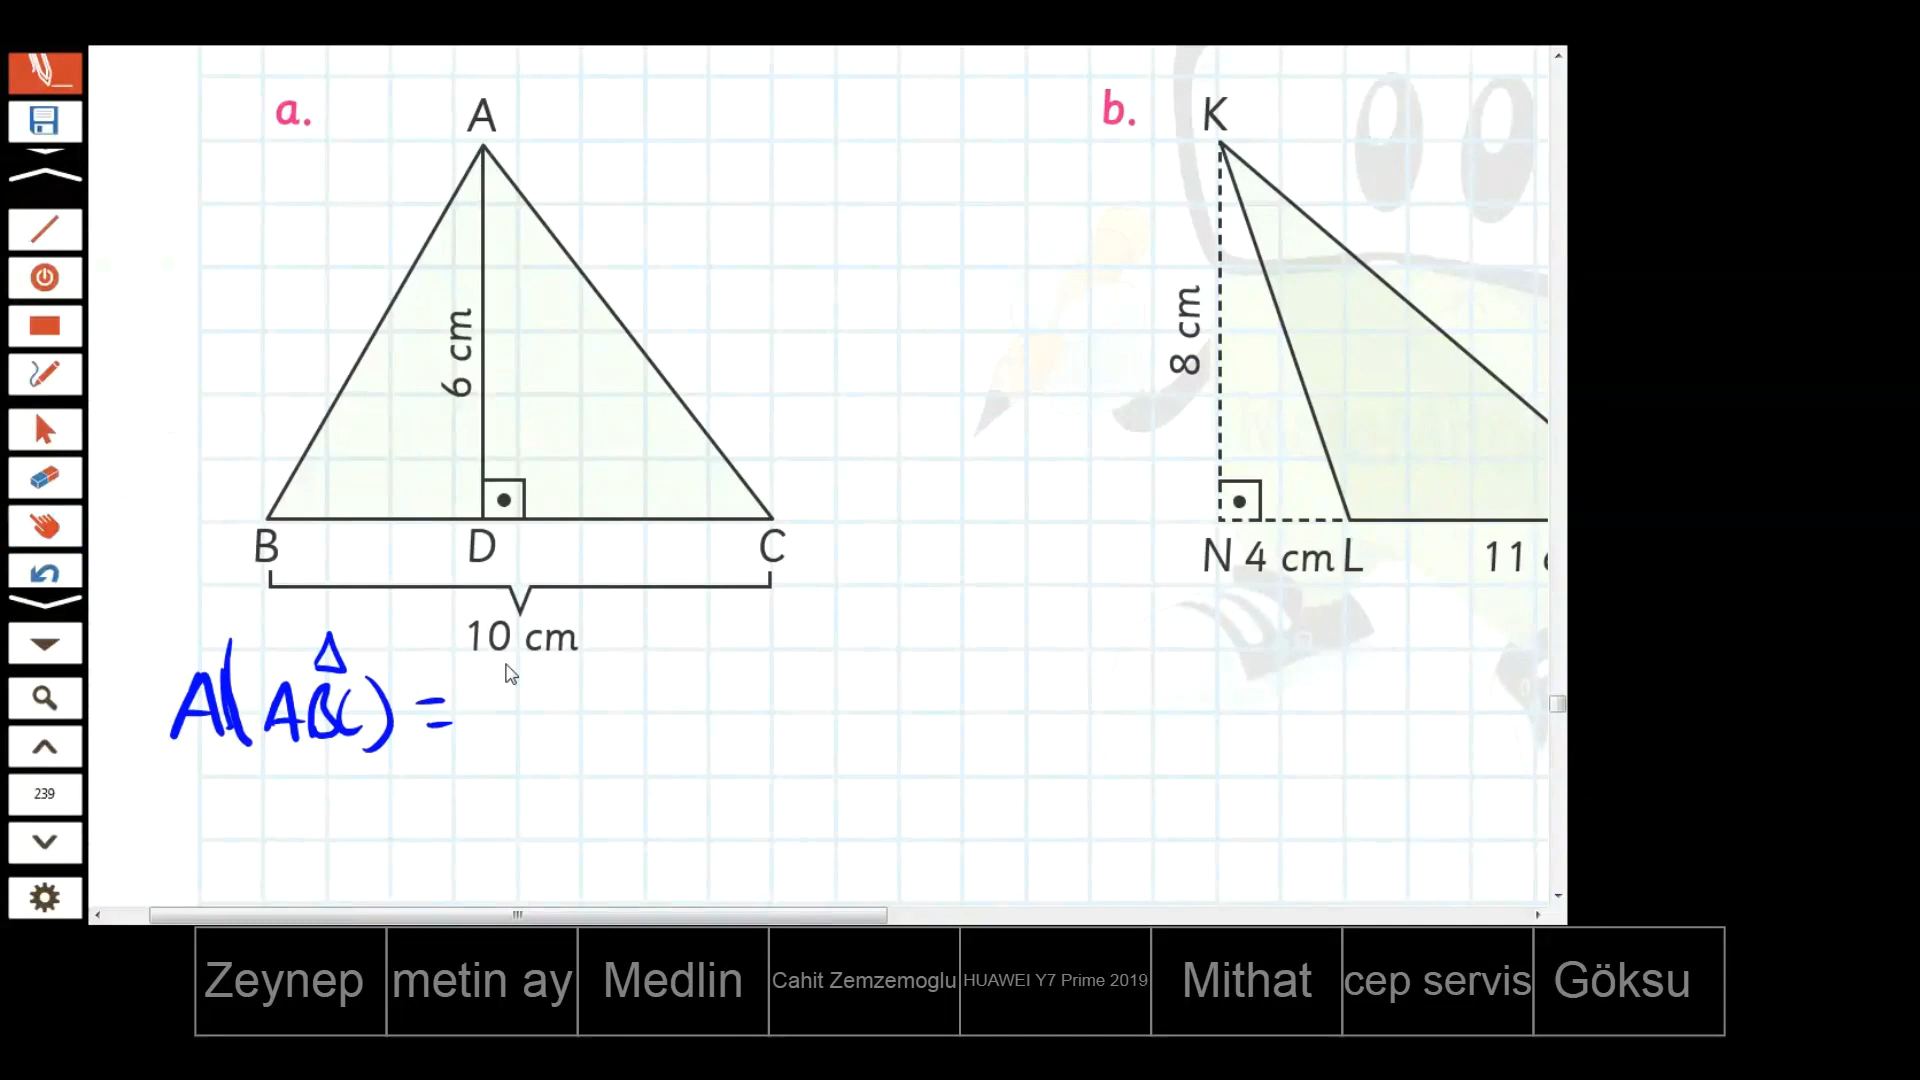 a.
A
6 cm
B
D
C
10 cm
A(ABC) =
b.
K
8 cm
N 4 cm L
11 c
239
Zeynep
metin ay
Medlin
Cahit Zemzemoglu
HUAWEI Y7 Prime 2019
Mithat
cep servis
Göksu